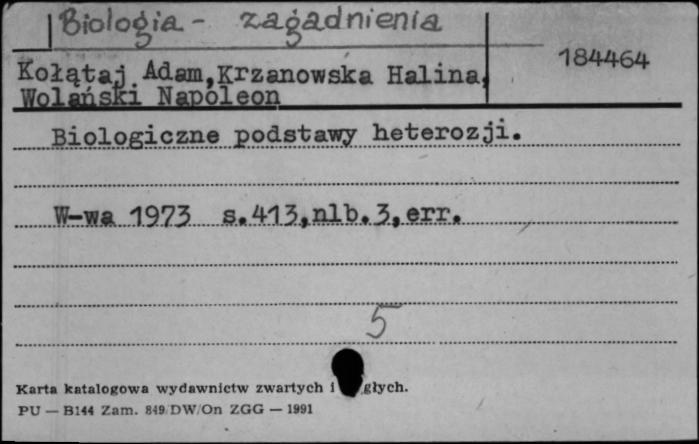 Biologia - zagadnienia
184464
Kołątaj Adam,Krzanowska Halina,
Wolański Napoleon
Biologiczne podstawy heterozji.
W-wa 1973 s.413,nlb.3,err.
5
Karta katalogowa wydawnictw zwartych i głych.
PU — B144 Zam. 849/DW/On ZGG — 1991